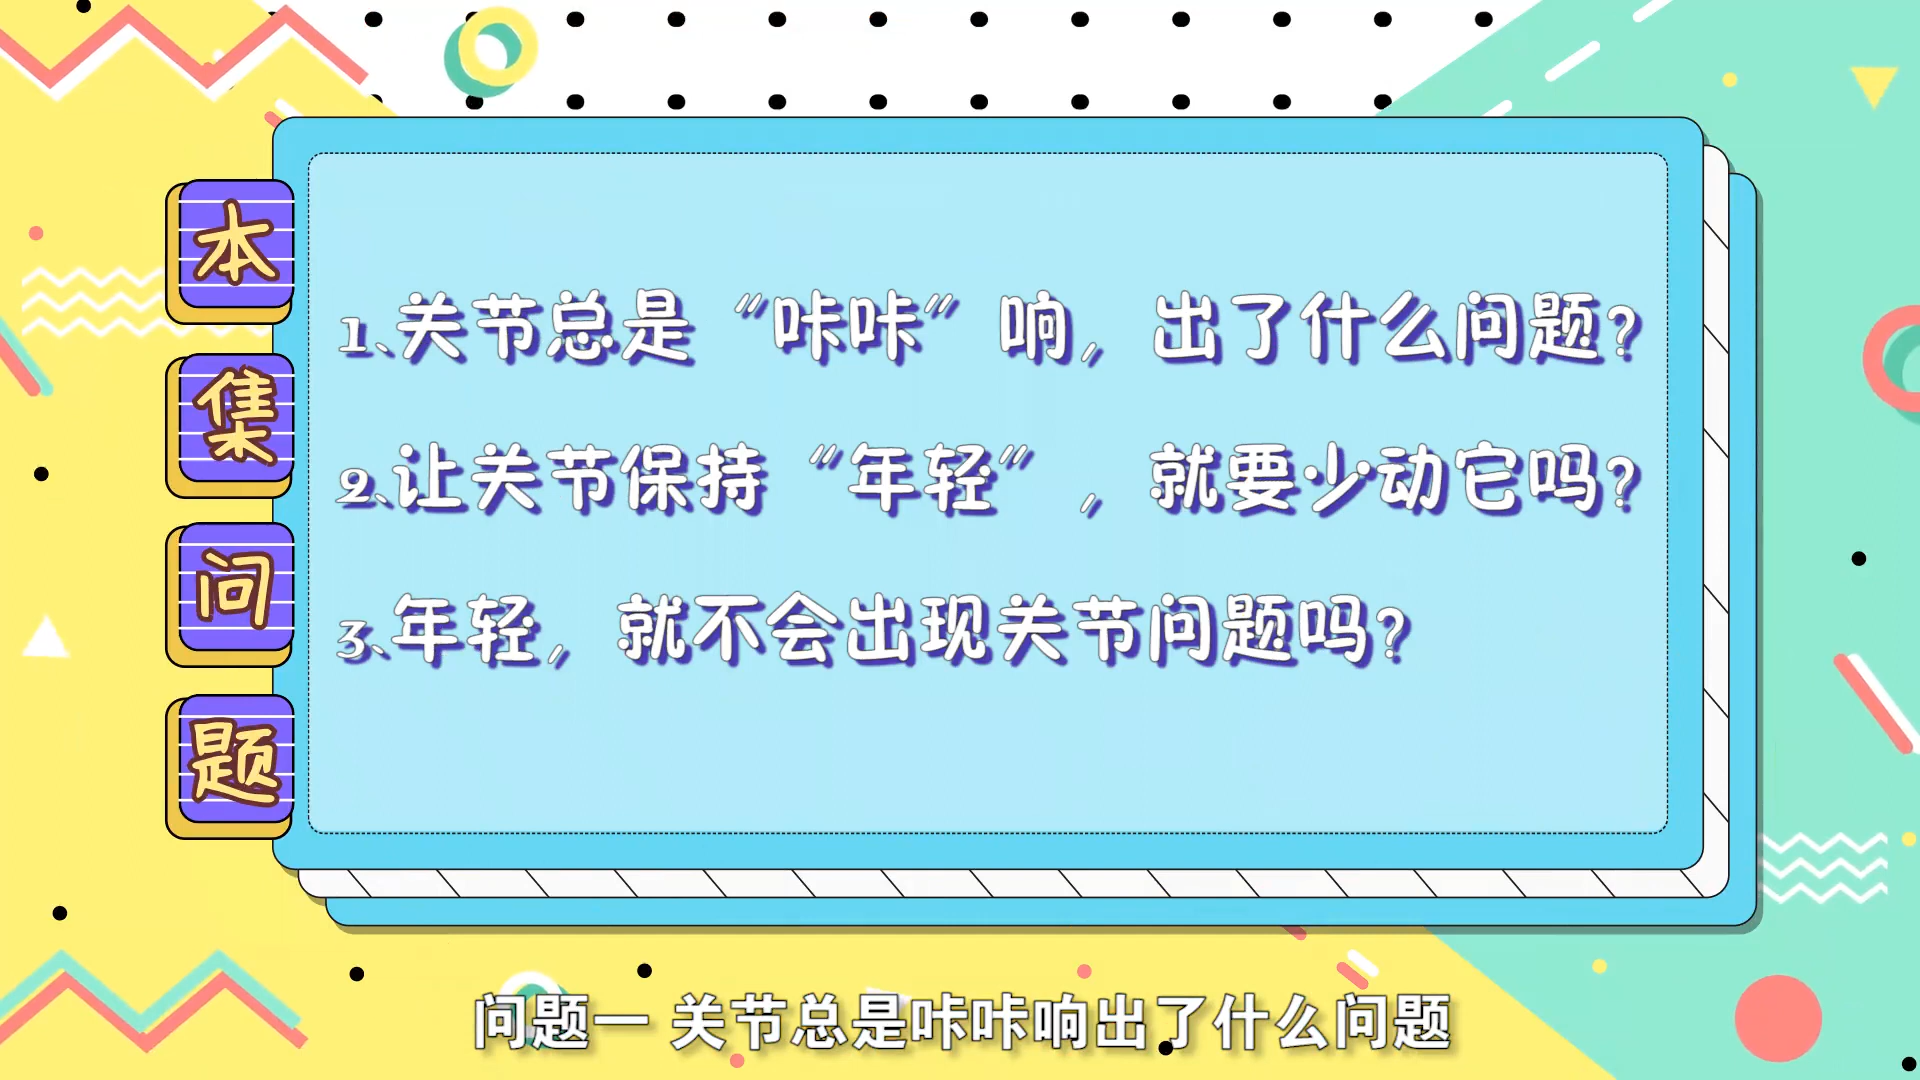 本集问题
1、关节总是“咔咔”响，出了什么问题？
2、让关节保持“年轻”，就要少动它吗？
3、年轻，就不会出现关节问题吗？
问题一 关节总是咔咔响出了什么问题